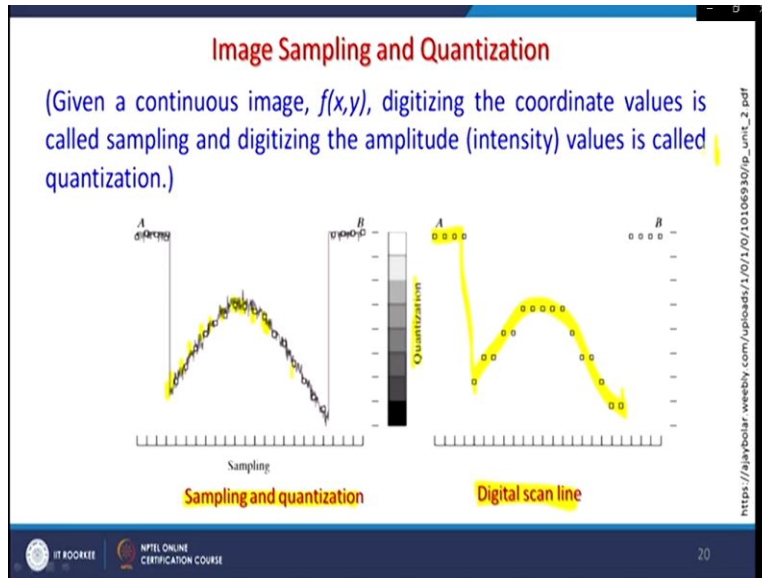 Image Sampling and Quantization
(Given a continuous image, f(x,y), digitizing the coordinate values is
called sampling and digitizing the amplitude (intensity) values is called
quantization.)
A
B
Quantization
A
B
Sampling
Sampling and quantization
Digital scan line
https://ajaybolar.weebly.com/uploads/1/0/1/0/10106930/ip_unit_2.pdf
IIT ROORKEE
NPTEL ONLINE
CERTIFICATION COURSE
20